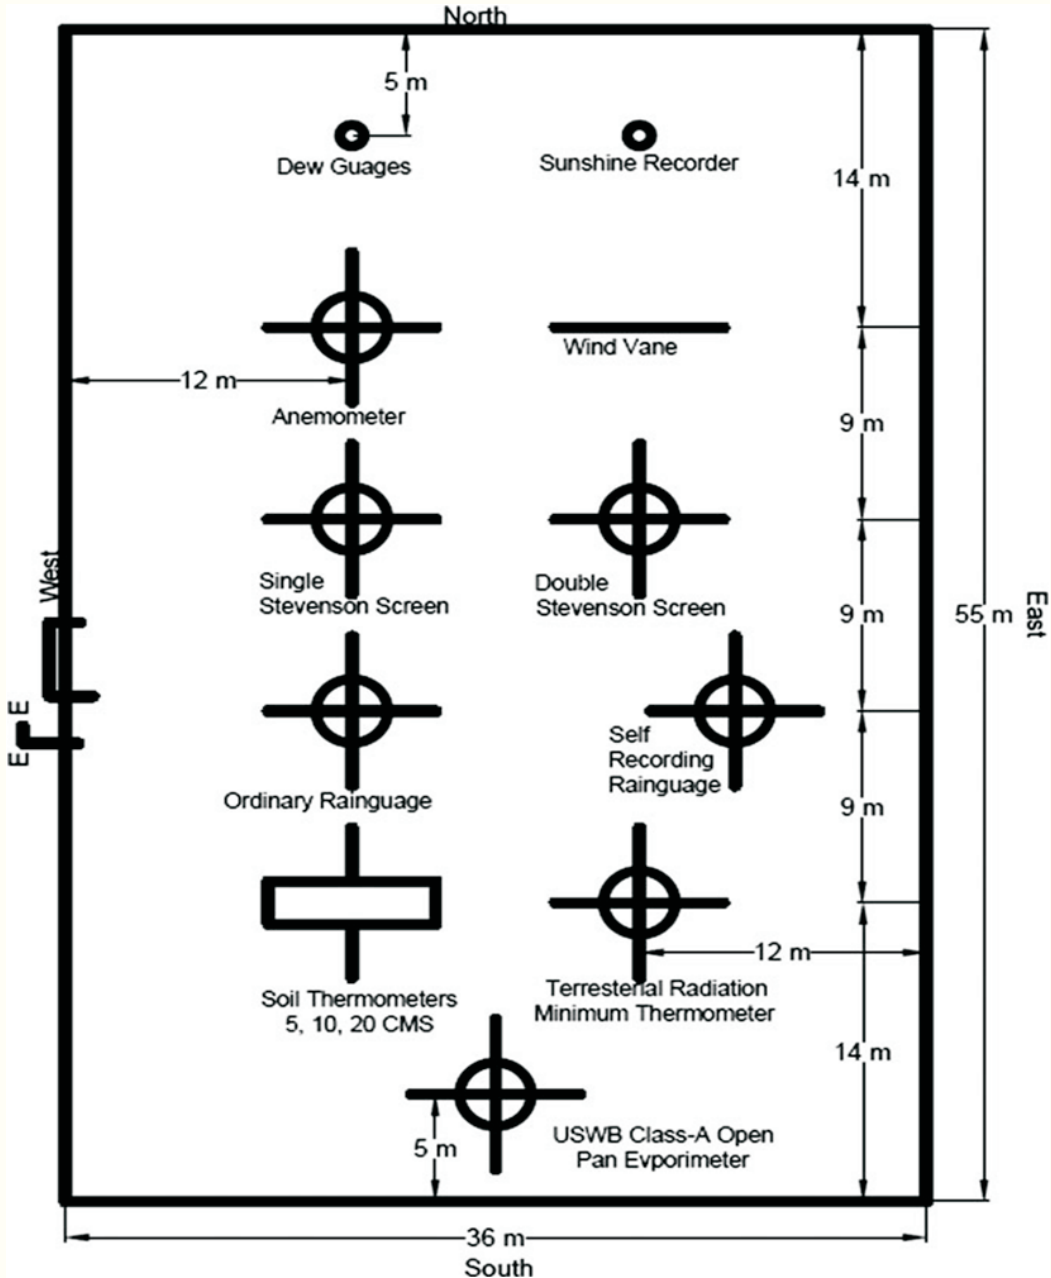 North
5 m
Dew Guages
Sunshine Recorder
14 m
Wind Vane
12 m
Anemometer
9 m
West
Single
Stevenson Screen
Double
Stevenson Screen
9 m
55 m
East
E E
Self
Recording
Rainguage
Ordinary Rainguage
9 m
12 m
Soil Thermometers
5, 10, 20 CMS
Terresterial Radiation
Minimum Thermometer
14 m
5 m
USWB Class-A Open
Pan Evporimeter
36 m
South